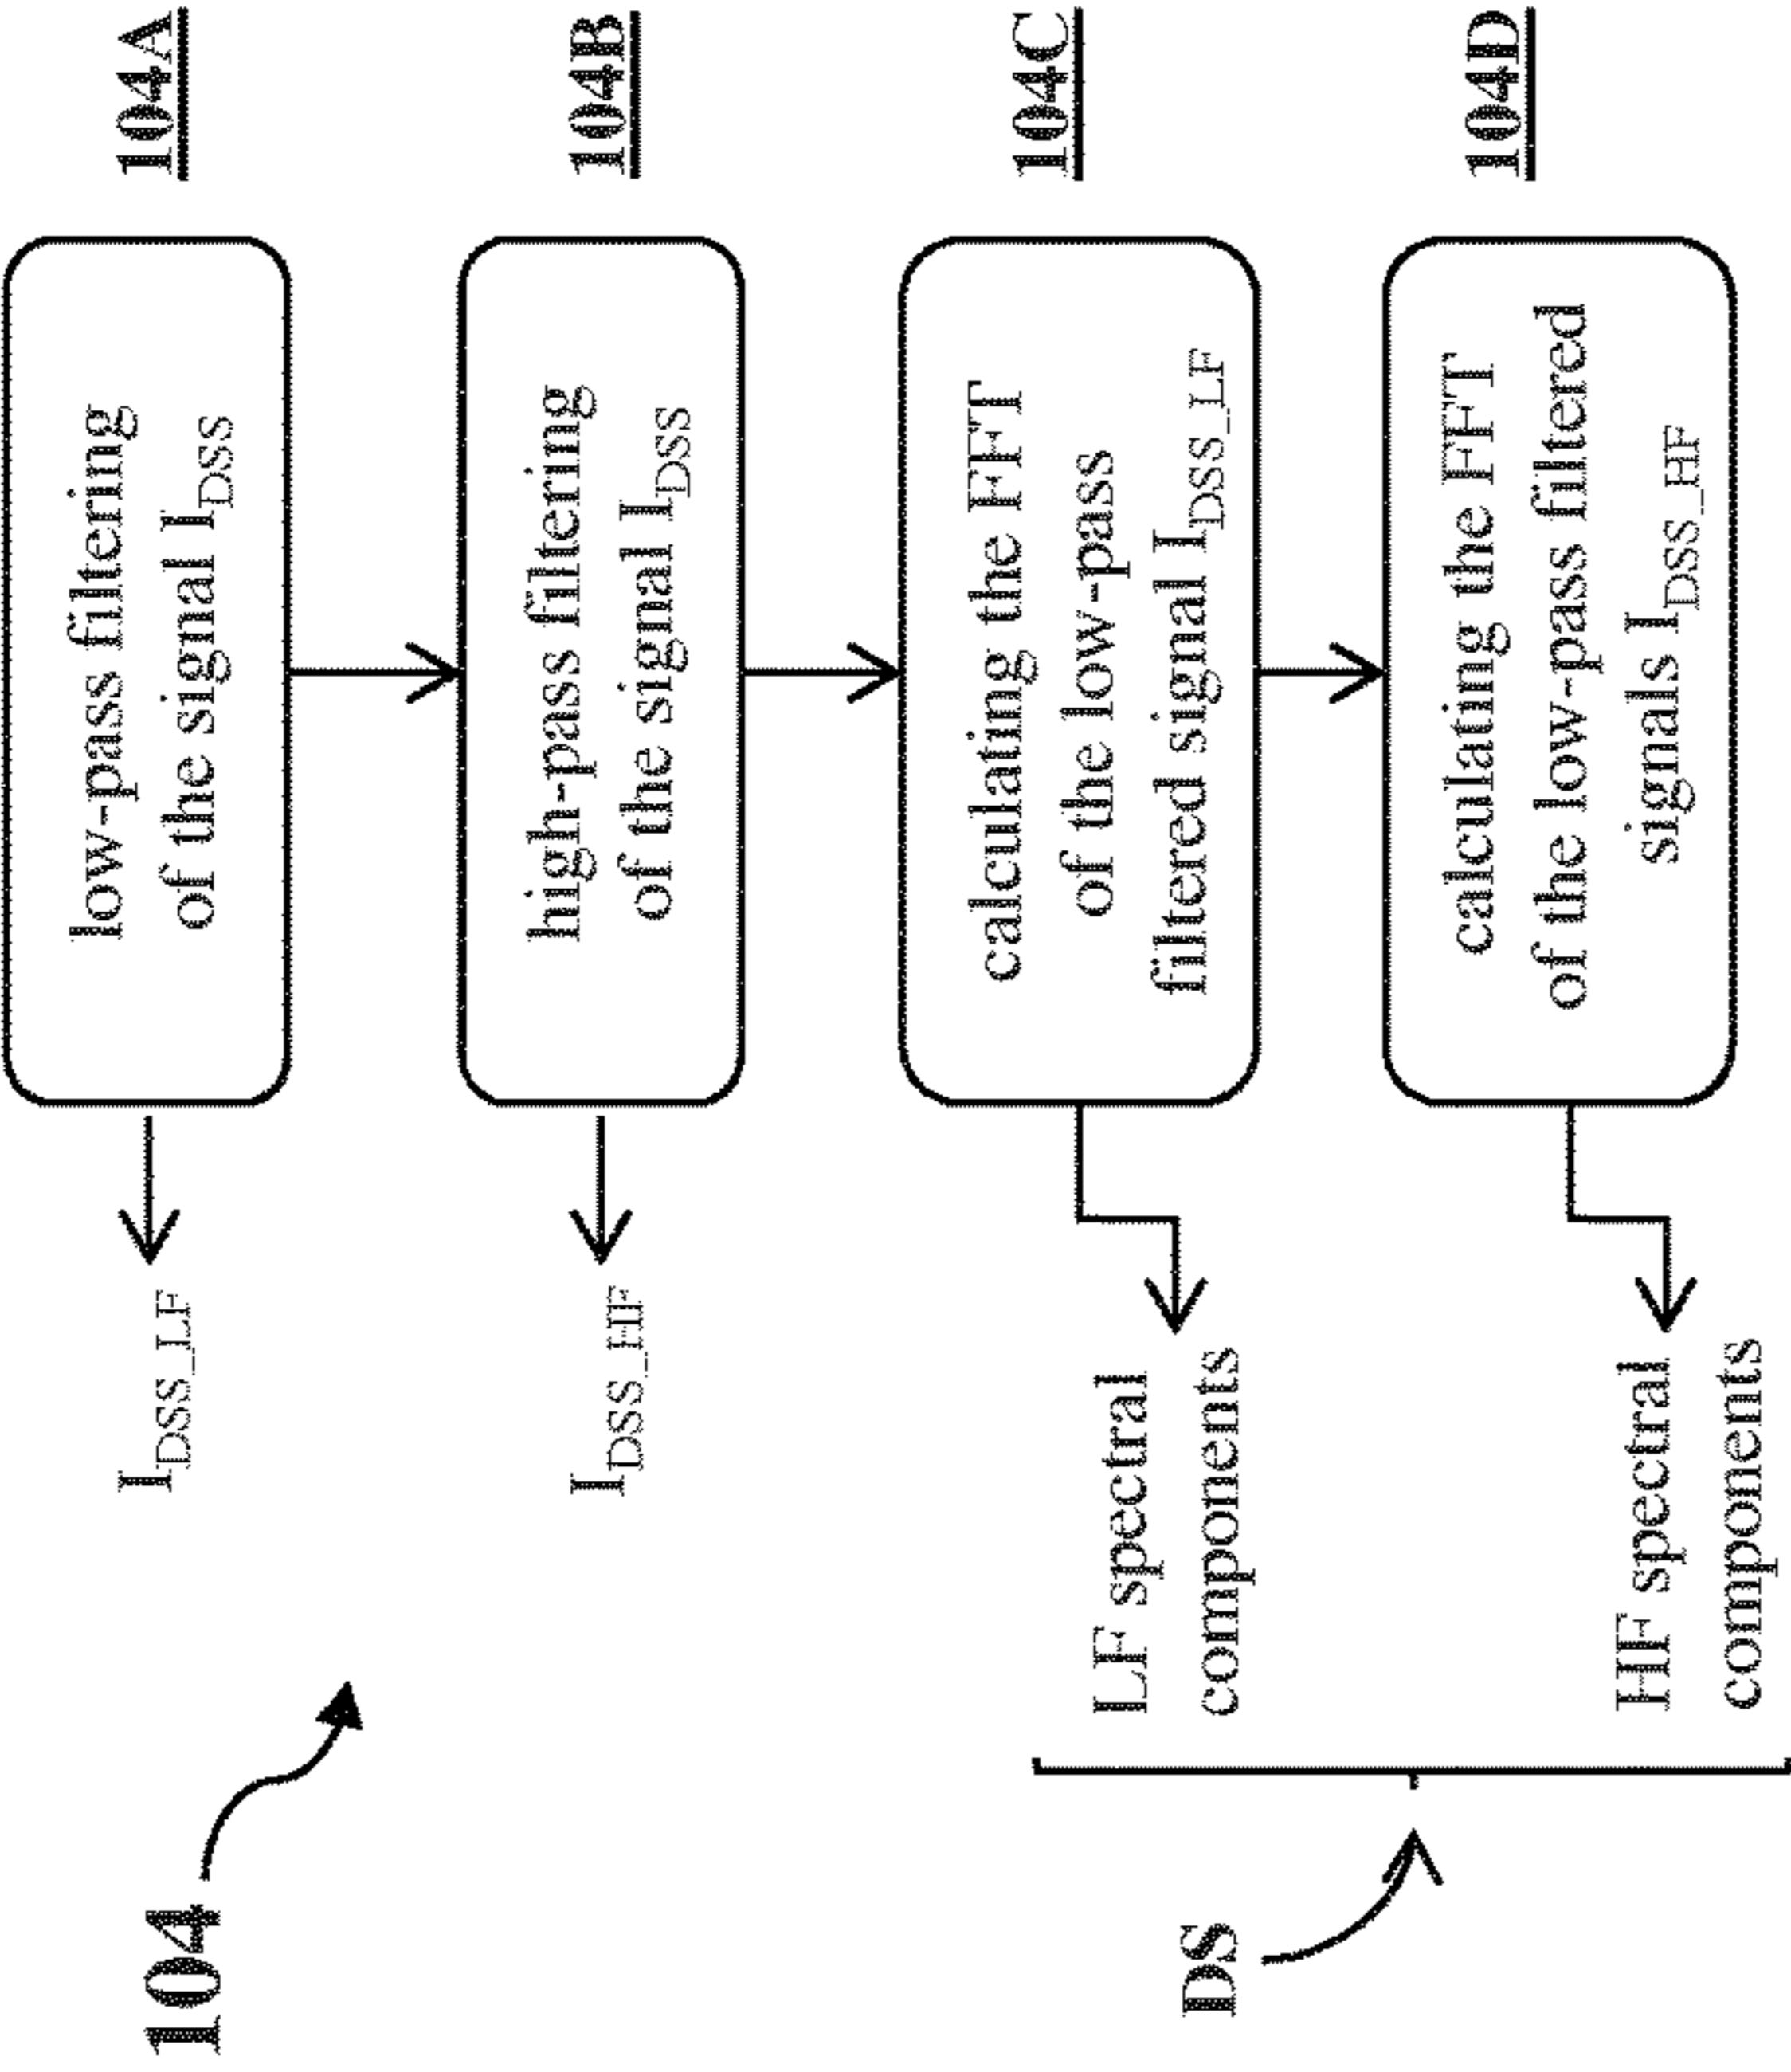 104
104A
low-pass filtering
of the signal I_DSS
I_DSS_LF
104B
high-pass filtering
of the signal I_DSS
I_DSS_HF
104C
calculating the FFT
of the low-pass
filtered signal I_DSS_LF
LF spectral
components
104D
calculating the FFT
of the low-pass filtered
signals I_DSS_HF
HF spectral
components
DS